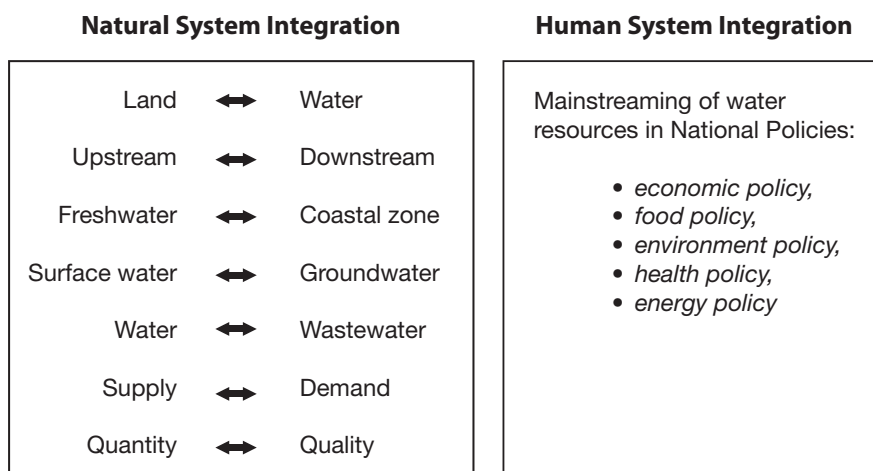 Natural System Integration
Land ↔ Water
Upstream ↔ Downstream
Freshwater ↔ Coastal zone
Surface water ↔ Groundwater
Water ↔ Wastewater
Supply ↔ Demand
Quantity ↔ Quality
Human System Integration
Mainstreaming of water
resources in National Policies:
• economic policy,
• food policy,
• environment policy,
• health policy,
• energy policy